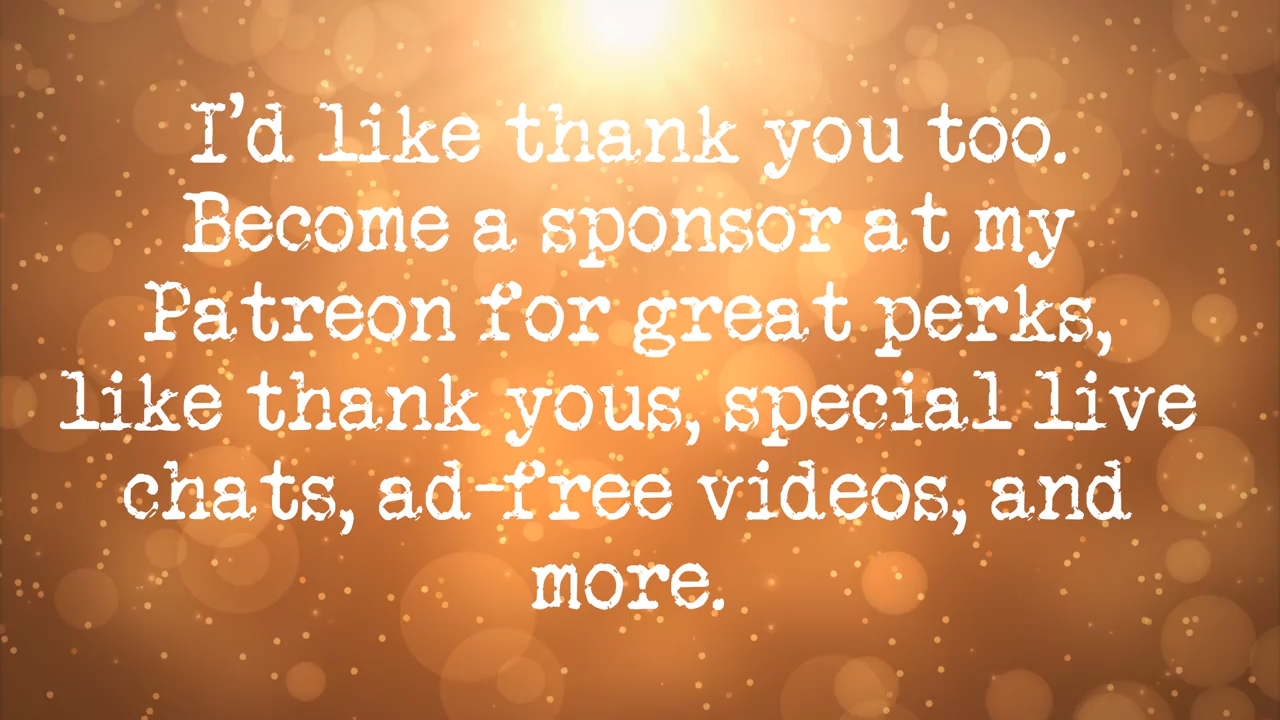 I'd like thank you too.
Become a sponsor at my
Patreon for great perks,
like thank yous, special live
chats, ad-free videos, and
more.